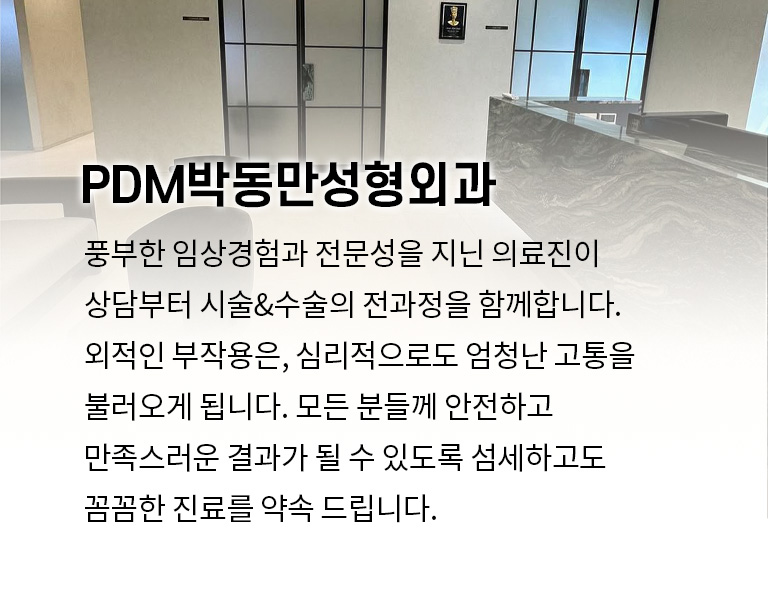 PDM박동만성형외과
풍부한 임상경험과 전문성을 지닌 의료진이
상담부터 시술&수술의 전과정을 함께합니다.
외적인 부작용은, 심리적으로도 엄청난 고통을
불러오게 됩니다. 모든 분들께 안전하고
만족스러운 결과가 될 수 있도록 섬세하고도
꼼꼼한 진료를 약속 드립니다.